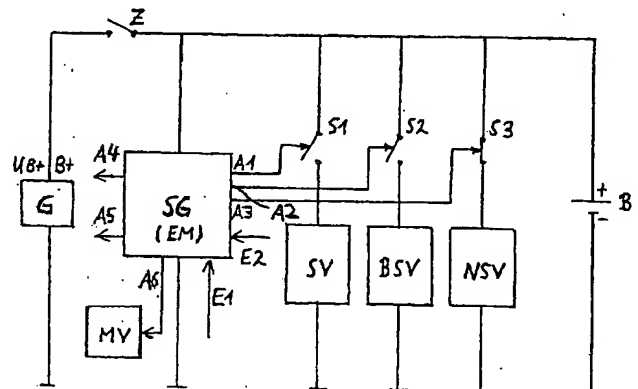 Z
S1
S2
S3
UB+ B+
A4
A1
G
SG
(EM)
A2
A3
A5
E2
+
B
-
SV
BSV
NSV
A6
E1
MV